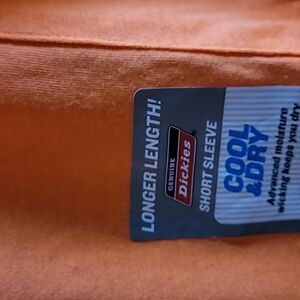 LONGER LENGTH!
GENUINE
Dickies
SHORT SLEEVE
COOL
&DRY
Advanced moisture
wicking keeps you dry